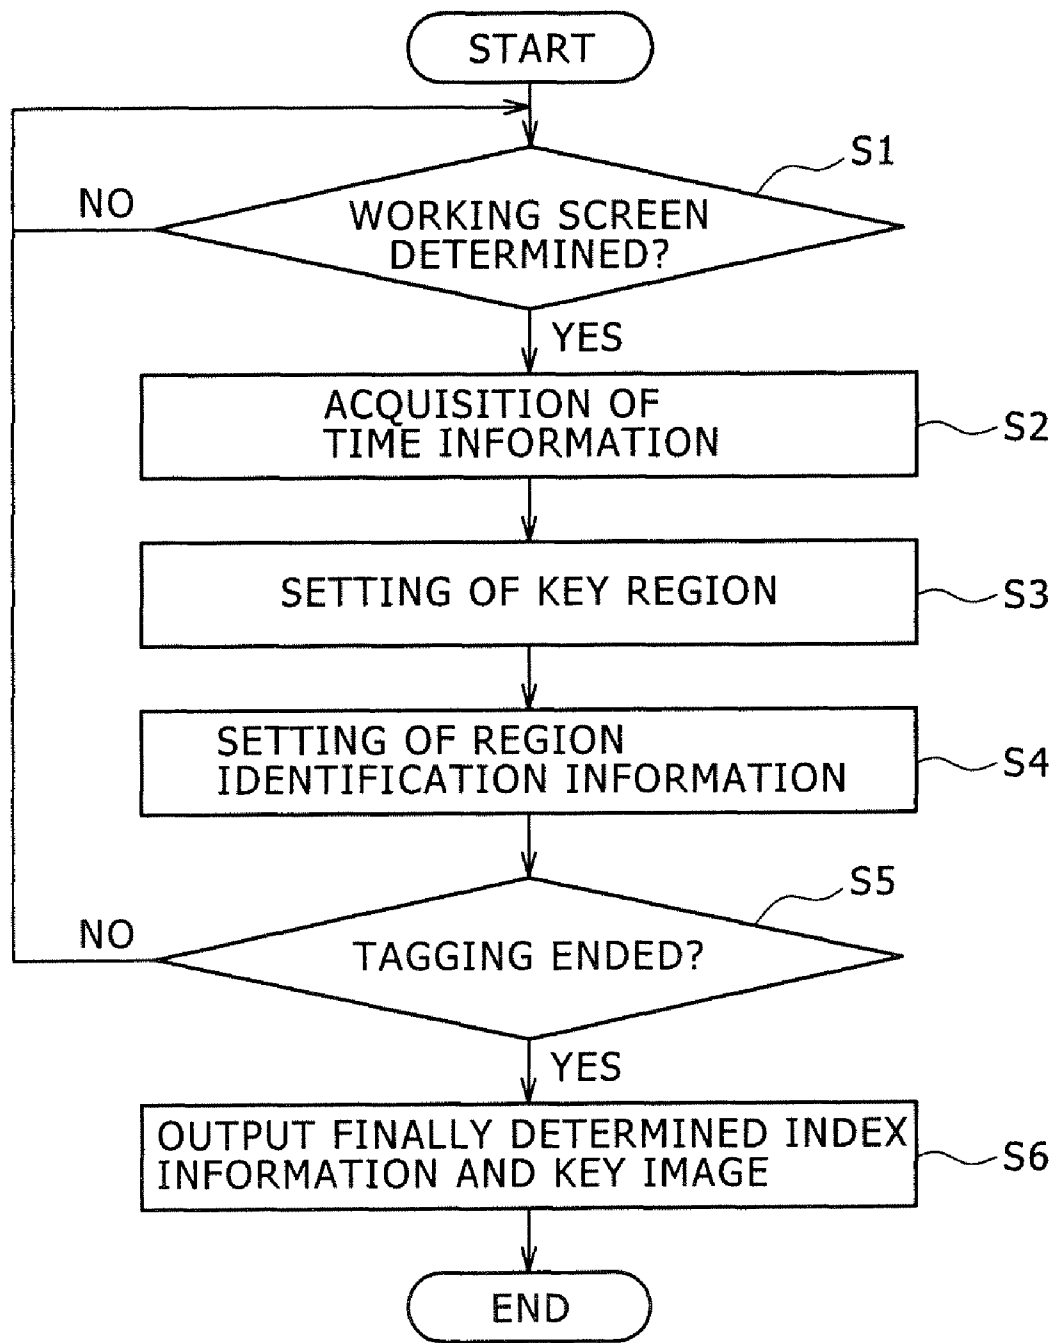 START
S1
NO
WORKING SCREEN
DETERMINED?
YES
ACQUISITION OF
TIME INFORMATION
S2
SETTING OF KEY REGION
S3
SETTING OF REGION
IDENTIFICATION INFORMATION
S4
S5
NO
TAGGING ENDED?
YES
OUTPUT FINALLY DETERMINED INDEX
INFORMATION AND KEY IMAGE
S6
END